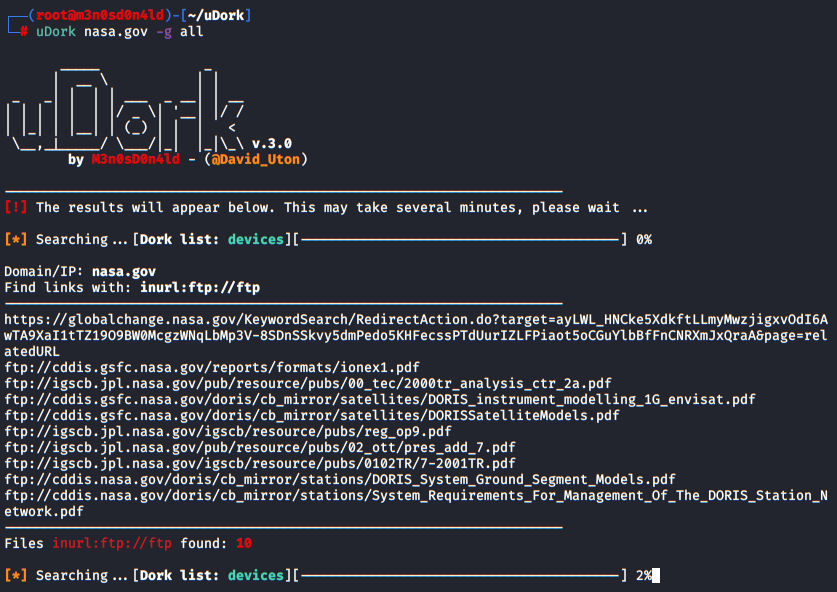 ┌──(root@m3n0sd0n4ld)-[~/uDork]
└─# uDork nasa.gov -g all
uDork v.3.0
by M3n0sD0n4ld - (@David_Uton)
[!] The results will appear below. This may take several minutes, please wait ...
[*] Searching...[Dork list: devices][────────────────────] 0%
Domain/IP: nasa.gov
Find links with: inurl:ftp://ftp
https://globalchange.nasa.gov/KeywordSearch/RedirectAction.do?target=ayLWL_HNCke5XdkftLLmyMwzjigxvOdI6A
wTA9XaI1tTZ19O9BW0McgzWNqLbMp3V-8SDnSSkvy5dmPedo5KHFecssPTdUurIZLFPiaot5oCGuYlbBfFnCNRXmJxQraA&page=rel
atedURL
ftp://cddis.gsfc.nasa.gov/reports/formats/ionex1.pdf
ftp://igscb.jpl.nasa.gov/pub/resource/pubs/00_tec/2000tr_analysis_ctr_2a.pdf
ftp://cddis.gsfc.nasa.gov/doris/cb_mirror/satellites/DORIS_instrument_modelling_1G_envisat.pdf
ftp://cddis.gsfc.nasa.gov/doris/cb_mirror/satellites/DORISSatelliteModels.pdf
ftp://igscb.jpl.nasa.gov/igscb/resource/pubs/reg_op9.pdf
ftp://igscb.jpl.nasa.gov/pub/resource/pubs/02_ott/pres_add_7.pdf
ftp://igscb.jpl.nasa.gov/igscb/resource/pubs/0102TR/7-2001TR.pdf
ftp://cddis.nasa.gov/doris/cb_mirror/stations/DORIS_System_Ground_Segment_Models.pdf
ftp://cddis.nasa.gov/doris/cb_mirror/stations/System_Requirements_For_Management_Of_The_DORIS_Station_N
etwork.pdf
Files inurl:ftp://ftp found: 10
[*] Searching...[Dork list: devices][────────────────────] 2%